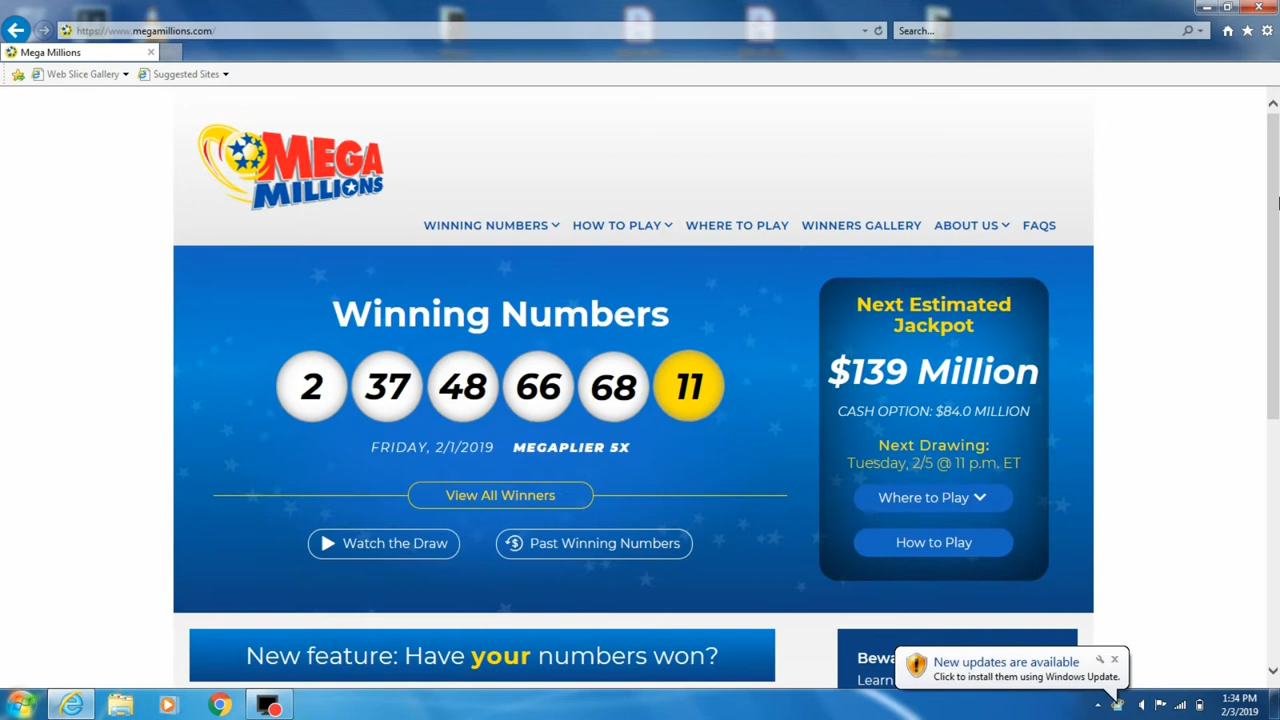 https://www.megamillions.com/
Search...
Mega Millions
Web Slice Gallery
Suggested Sites
MEGA
MILLIONS
WINNING NUMBERS HOW TO PLAY WHERE TO PLAY WINNERS GALLERY ABOUT US FAQS
Winning Numbers
2 37 48 66 68 11
FRIDAY, 2/1/2019 MEGAPLIER 5X
View All Winners
Watch the Draw Past Winning Numbers
Next Estimated
Jackpot
$139 Million
CASH OPTION: $84.0 MILLION
Next Drawing:
Tuesday, 2/5 @ 11 p.m. ET
Where to Play
How to Play
New feature: Have your numbers won?
Learn
New updates are available
Click to install them using Windows Update.
1:34 PM
2/3/2019